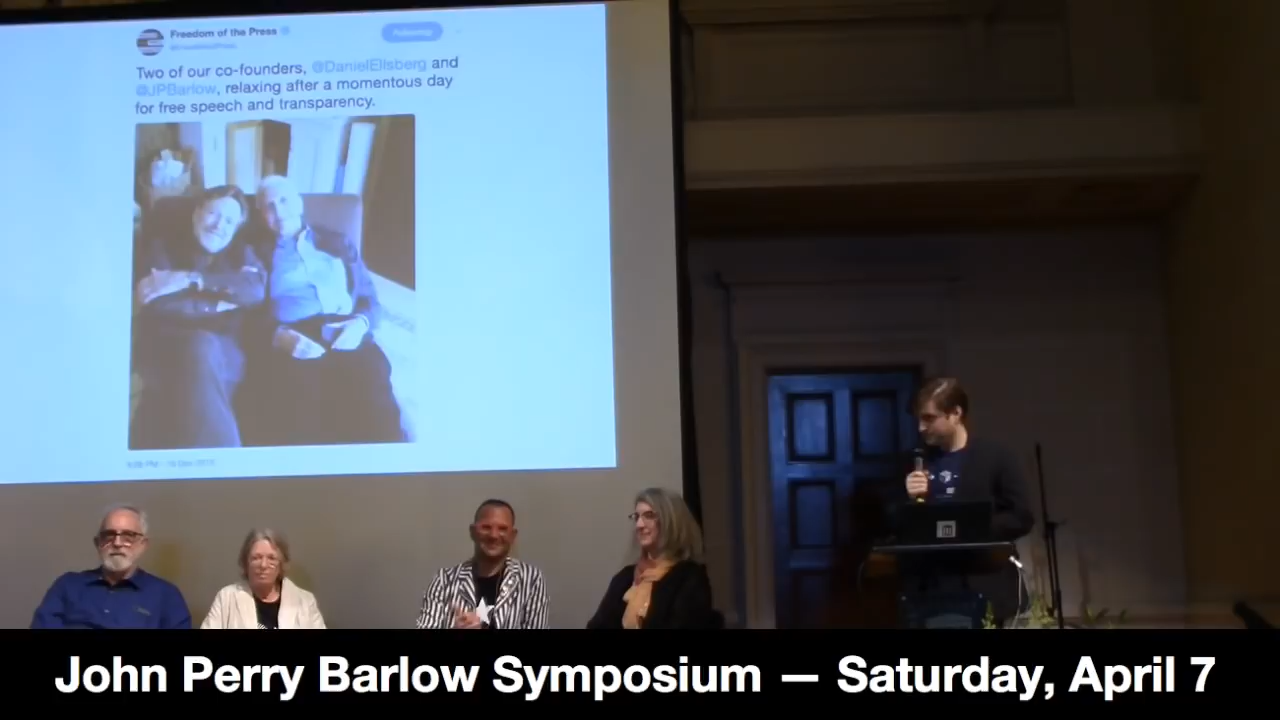 Freedom of the Press
Following
Two of our co-founders, @DanielEllsberg and
@JPBarlow, relaxing after a momentous day
for free speech and transparency.
John Perry Barlow Symposium — Saturday, April 7